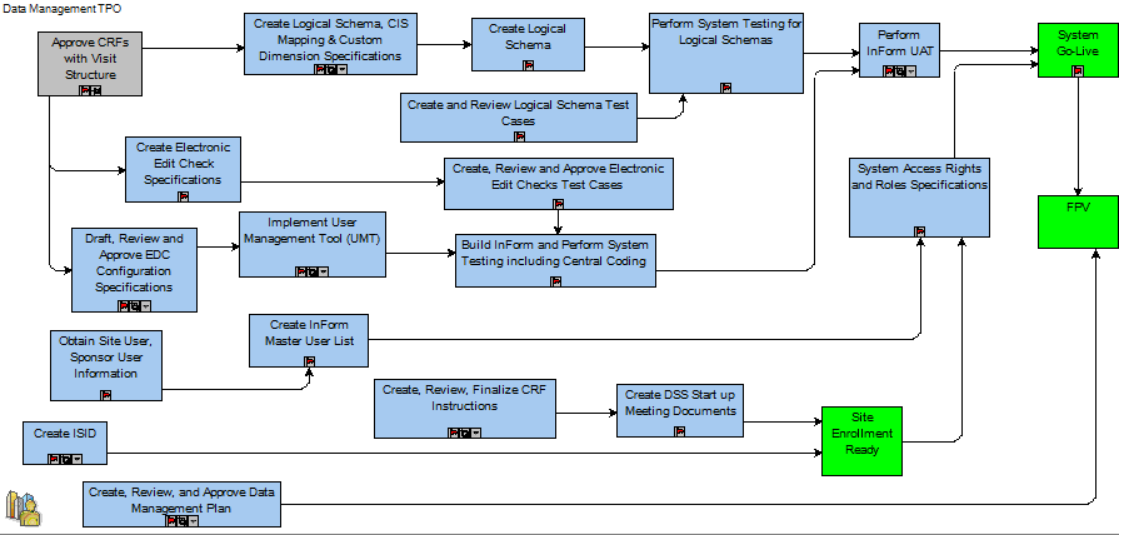 Data Management TPO
Approve CRFs
with Visit
Structure
Create Logical Schema, CIS
Mapping & Custom
Dimension Specifications
Create Logical
Schema
Perform System Testing for
Logical Schemas
Perform
InForm UAT
System
Go-Live
Create and Review Logical Schema Test
Cases
Create Electronic
Edit Check
Specifications
Create, Review and Approve Electronic
Edit Checks Test Cases
System Access Rights
and Roles Specifications
FPV
Draft, Review and
Approve EDC
Configuration
Specifications
Implement User
Management Tool (UMT)
Build InForm and Perform System
Testing including Central Coding
Obtain Site User,
Sponsor User
Information
Create InForm
Master User List
Create, Review, Finalize CRF
Instructions
Create DSS Start up
Meeting Documents
Site
Enrollment
Ready
Create ISID
Create, Review, and Approve Data
Management Plan